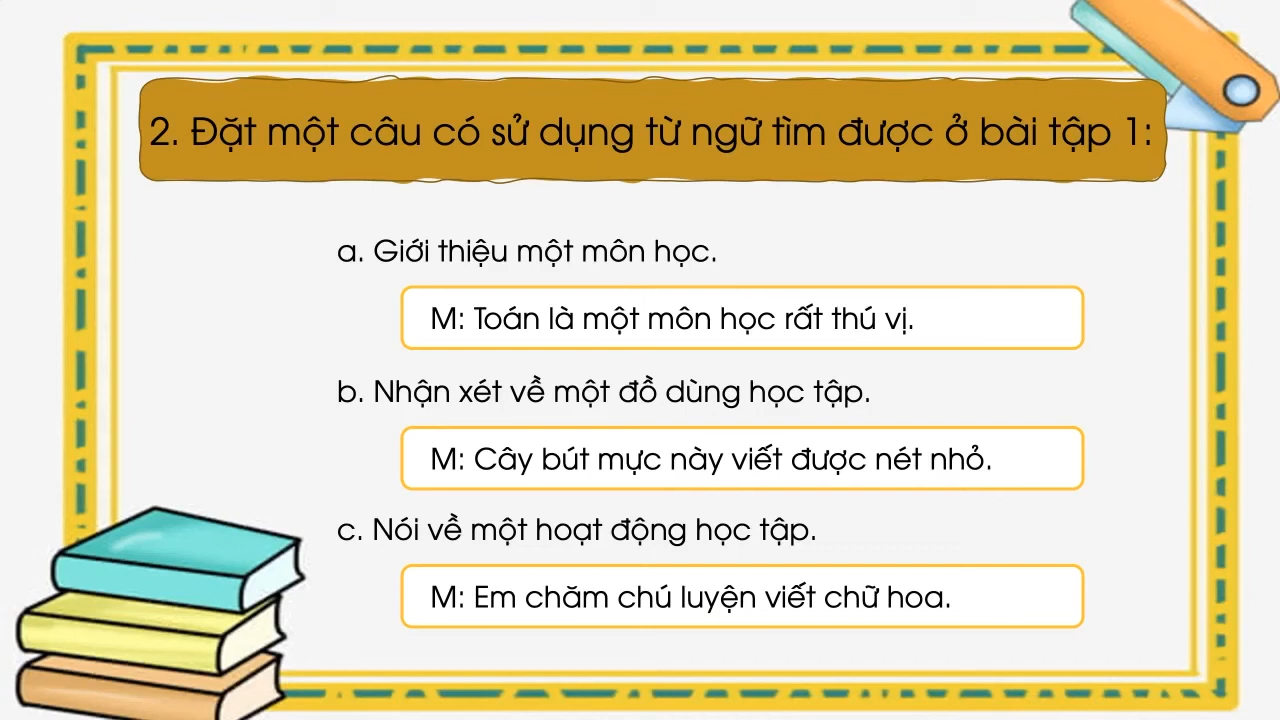 2. Đặt một câu có sử dụng từ ngữ tìm được ở bài tập 1:
a. Giới thiệu một môn học.
M: Toán là một môn học rất thú vị.
b. Nhận xét về một đồ dùng học tập.
M: Cây bút mực này viết được nét nhỏ.
c. Nói về một hoạt động học tập.
M: Em chăm chú luyện viết chữ hoa.